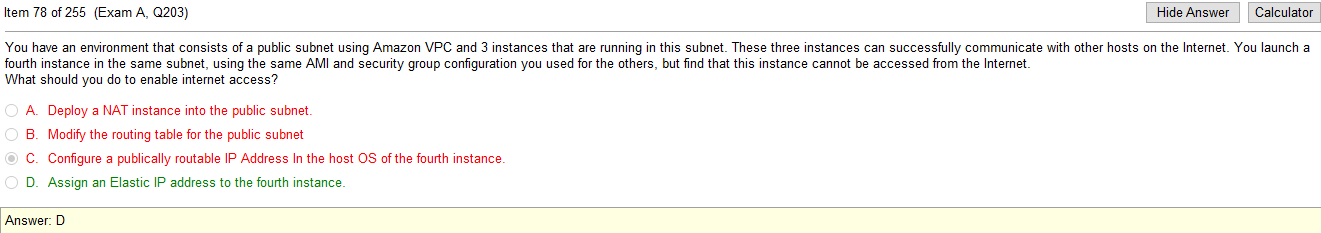 Item 78 of 255 (Exam A, Q203)
Hide Answer
Calculator
You have an environment that consists of a public subnet using Amazon VPC and 3 instances that are running in this subnet. These three instances can successfully communicate with other hosts on the Internet. You launch a
fourth instance in the same subnet, using the same AMI and security group configuration you used for the others, but find that this instance cannot be accessed from the Internet.
What should you do to enable internet access?
A. Deploy a NAT instance into the public subnet.
B. Modify the routing table for the public subnet
C. Configure a publically routable IP Address In the host OS of the fourth instance.
D. Assign an Elastic IP address to the fourth instance.
Answer: D